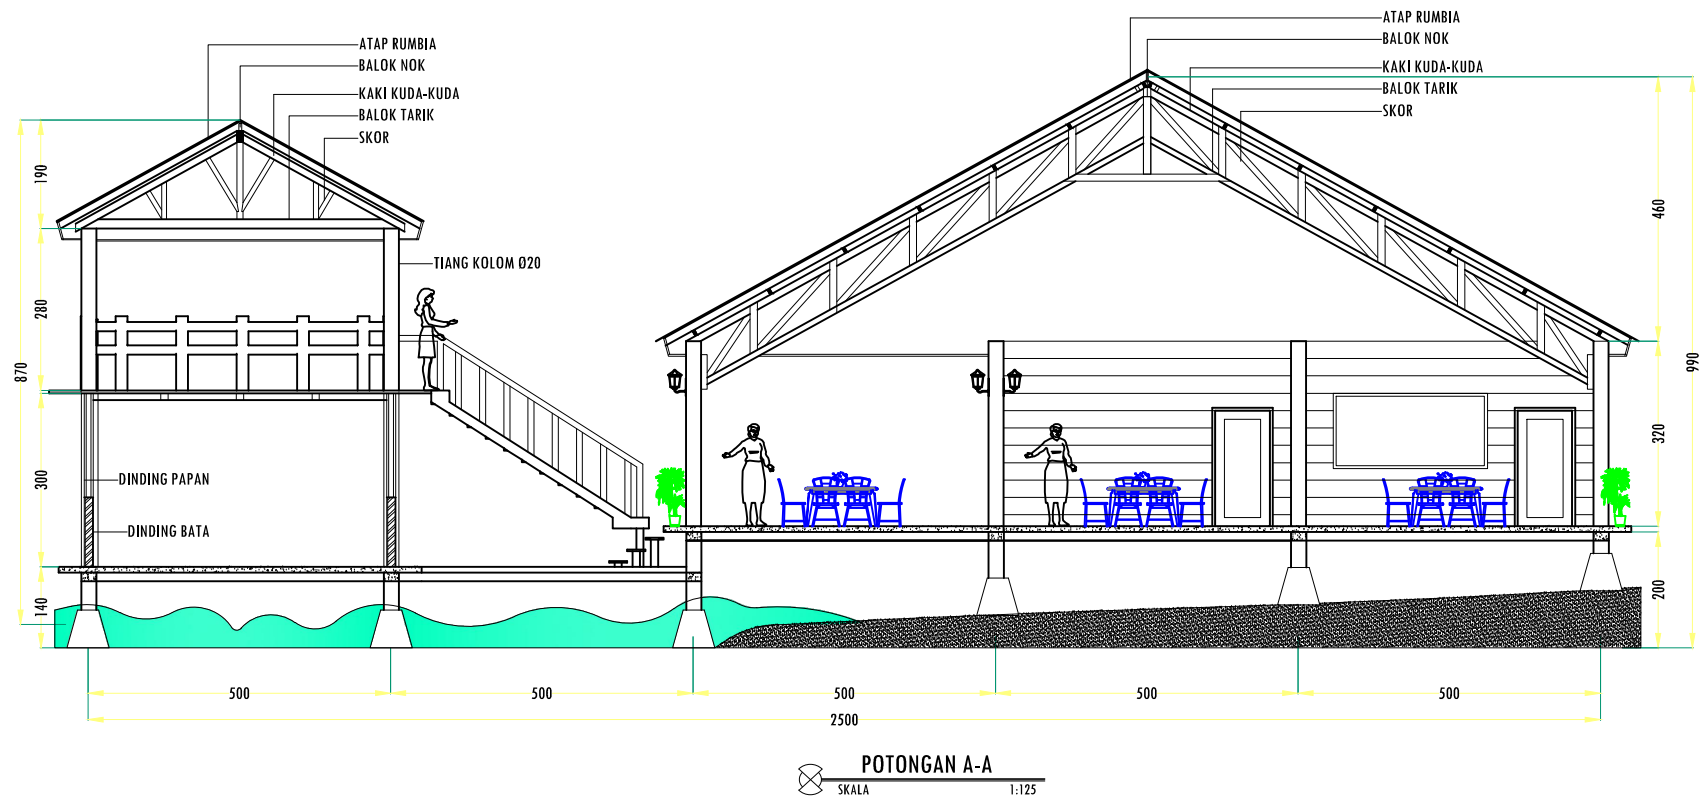 ATAP RUMBIA
BALOK NOK
KAKI KUDA-KUDA
BALOK TARIK
SKOR
TIANG KOLOM Ø20
DINDING PAPAN
DINDING BATA
870
190
280
300
140
ATAP RUMBIA
BALOK NOK
KAKI KUDA-KUDA
BALOK TARIK
SKOR
460
320
200
990
500
500
500
500
500
2500
POTONGAN A-A
SKALA 1:125